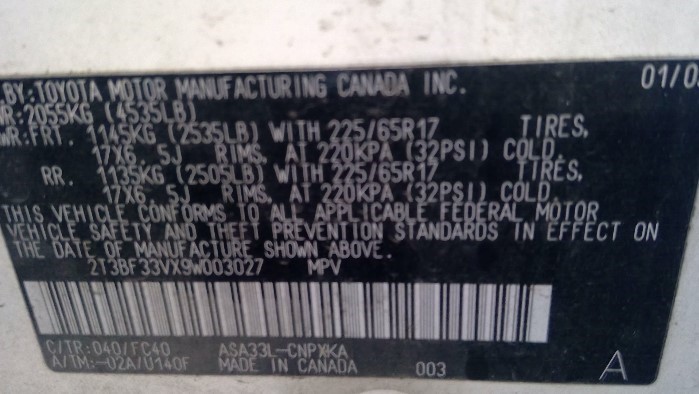 BY: TOYOTA MOTOR MANUFACTURING CANADA INC. 01/0
WR: 2055KG (4535LB)
WR: FRT. 1145KG (2535LB) WITH 225/65R17 TIRES,
17X6.5J RIMS, AT 220KPA (32PSI) COLD.
RR. 1135KG (2505LB) WITH 225/65R17 TIRES,
17X6.5J RIMS, AT 220KPA (32PSI) COLD.
THIS VEHICLE CONFORMS TO ALL APPLICABLE FEDERAL MOTOR
VEHICLE SAFETY AND THEFT PREVENTION STANDARDS IN EFFECT ON
THE DATE OF MANUFACTURE SHOWN ABOVE.
2T3BF33VX9W003027 MPV
C/TR: 040/FC40 ASA33L-CNPXKA
A/TM: -02A/U140F MADE IN CANADA 003 A